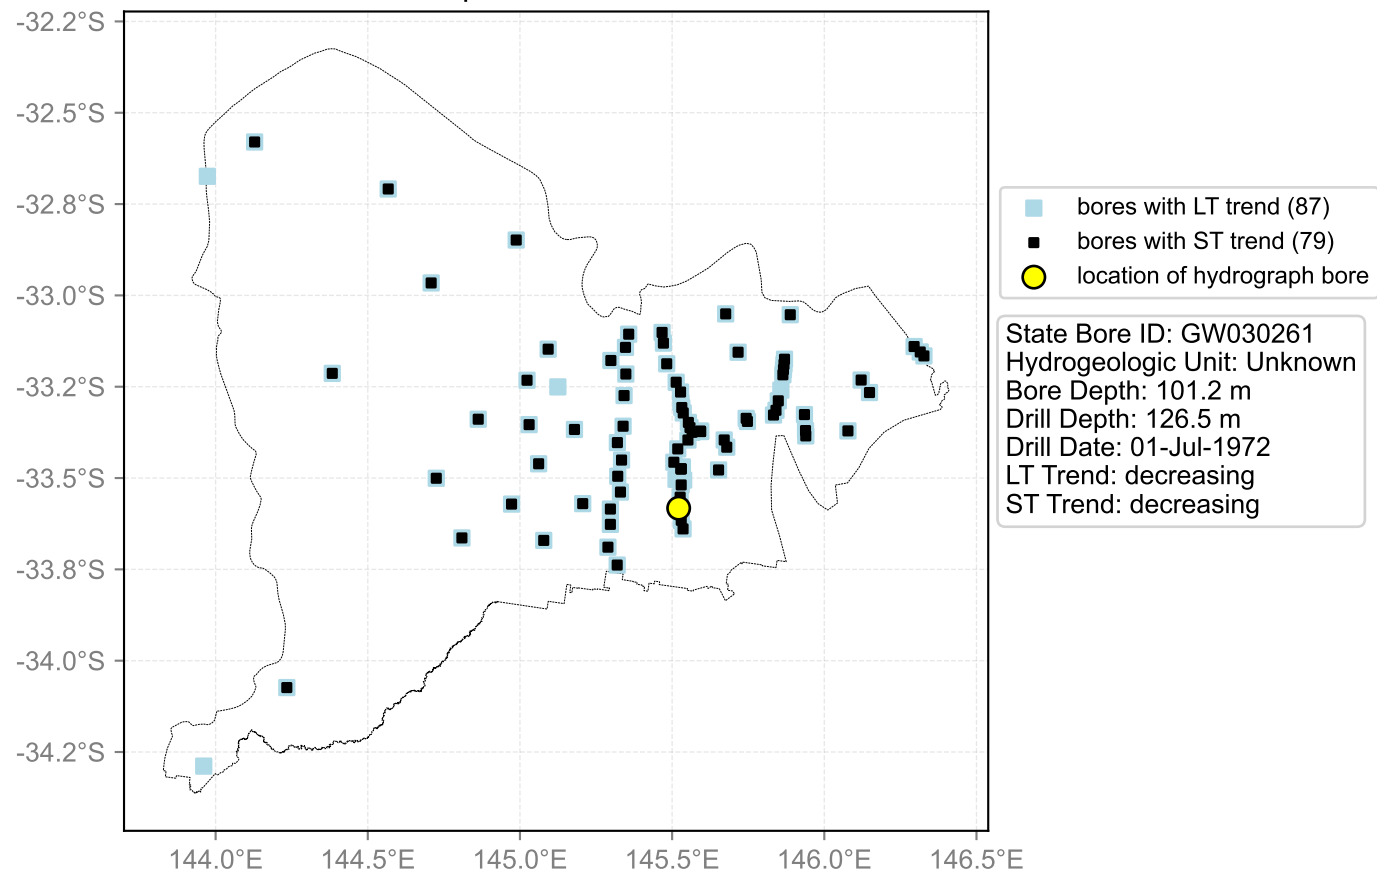 -32.2°S
-32.5°S
-32.8°S
-33.0°S
-33.2°S
-33.5°S
-33.8°S
-34.0°S
-34.2°S
144.0°E
144.5°E
145.0°E
145.5°E
146.0°E
146.5°E
bores with LT trend (87)
bores with ST trend (79)
location of hydrograph bore
State Bore ID: GW030261
Hydrogeologic Unit: Unknown
Bore Depth: 101.2 m
Drill Depth: 126.5 m
Drill Date: 01-Jul-1972
LT Trend: decreasing
ST Trend: decreasing